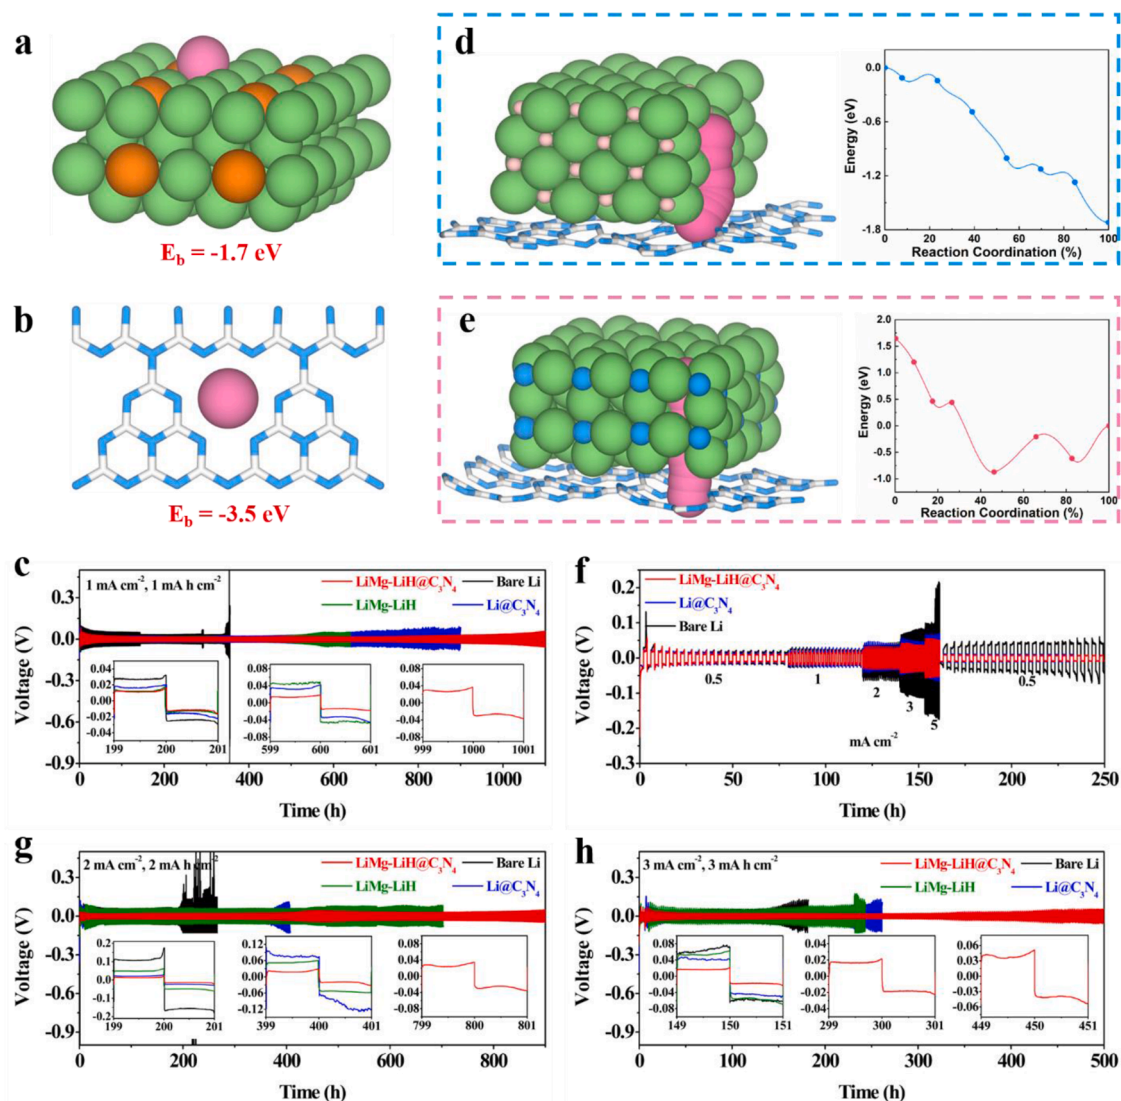 a
E_b = -1.7 eV
b
E_b = -3.5 eV
d
0.0
-0.6
-1.2
-1.8
Energy (eV)
0 20 40 60 80 100
Reaction Coordination (%)
e
2.0
1.5
1.0
0.5
0.0
-0.5
-1.0
Energy (eV)
0 20 40 60 80 100
Reaction Coordination (%)
c
1 mA cm⁻², 1 mA h cm⁻²
LiMg-LiH@C₃N₄
Bare Li
LiMg-LiH
Li@C₃N₄
Voltage (V)
0.3
0.0
-0.3
-0.6
-0.9
0.04
0.02
0.00
-0.02
-0.04
199 200 201
0.08
0.04
0.00
-0.04
-0.08
599 600 601
0.08
0.04
0.00
-0.04
-0.08
999 1000 1001
0 200 400 600 800 1000
Time (h)
f
LiMg-LiH@C₃N₄
Li@C₃N₄
Bare Li
Voltage (V)
0.2
0.1
0.0
-0.1
-0.2
-0.3
0.5
1
2
3
5
0.5
mA cm⁻²
0 50 100 150 200 250
Time (h)
g
2 mA cm⁻², 2 mA h cm⁻²
LiMg-LiH@C₃N₄
Bare Li
LiMg-LiH
Li@C₃N₄
Voltage (V)
0.3
0.0
-0.3
-0.6
-0.9
0.2
0.1
0.0
-0.1
-0.2
199 200 201
0.12
0.06
0.00
-0.06
-0.12
399 400 401
0.08
0.04
0.00
-0.04
-0.08
799 800 801
0 200 400 600 800
Time (h)
h
3 mA cm⁻², 3 mA h cm⁻²
LiMg-LiH@C₃N₄
Bare Li
LiMg-LiH
Li@C₃N₄
Voltage (V)
0.3
0.0
-0.3
-0.6
-0.9
0.08
0.04
0.00
-0.04
-0.08
149 150 151
0.04
0.02
0.00
-0.02
-0.04
299 300 301
0.06
0.03
0.00
-0.03
-0.06
449 450 451
0 100 200 300 400 500
Time (h)